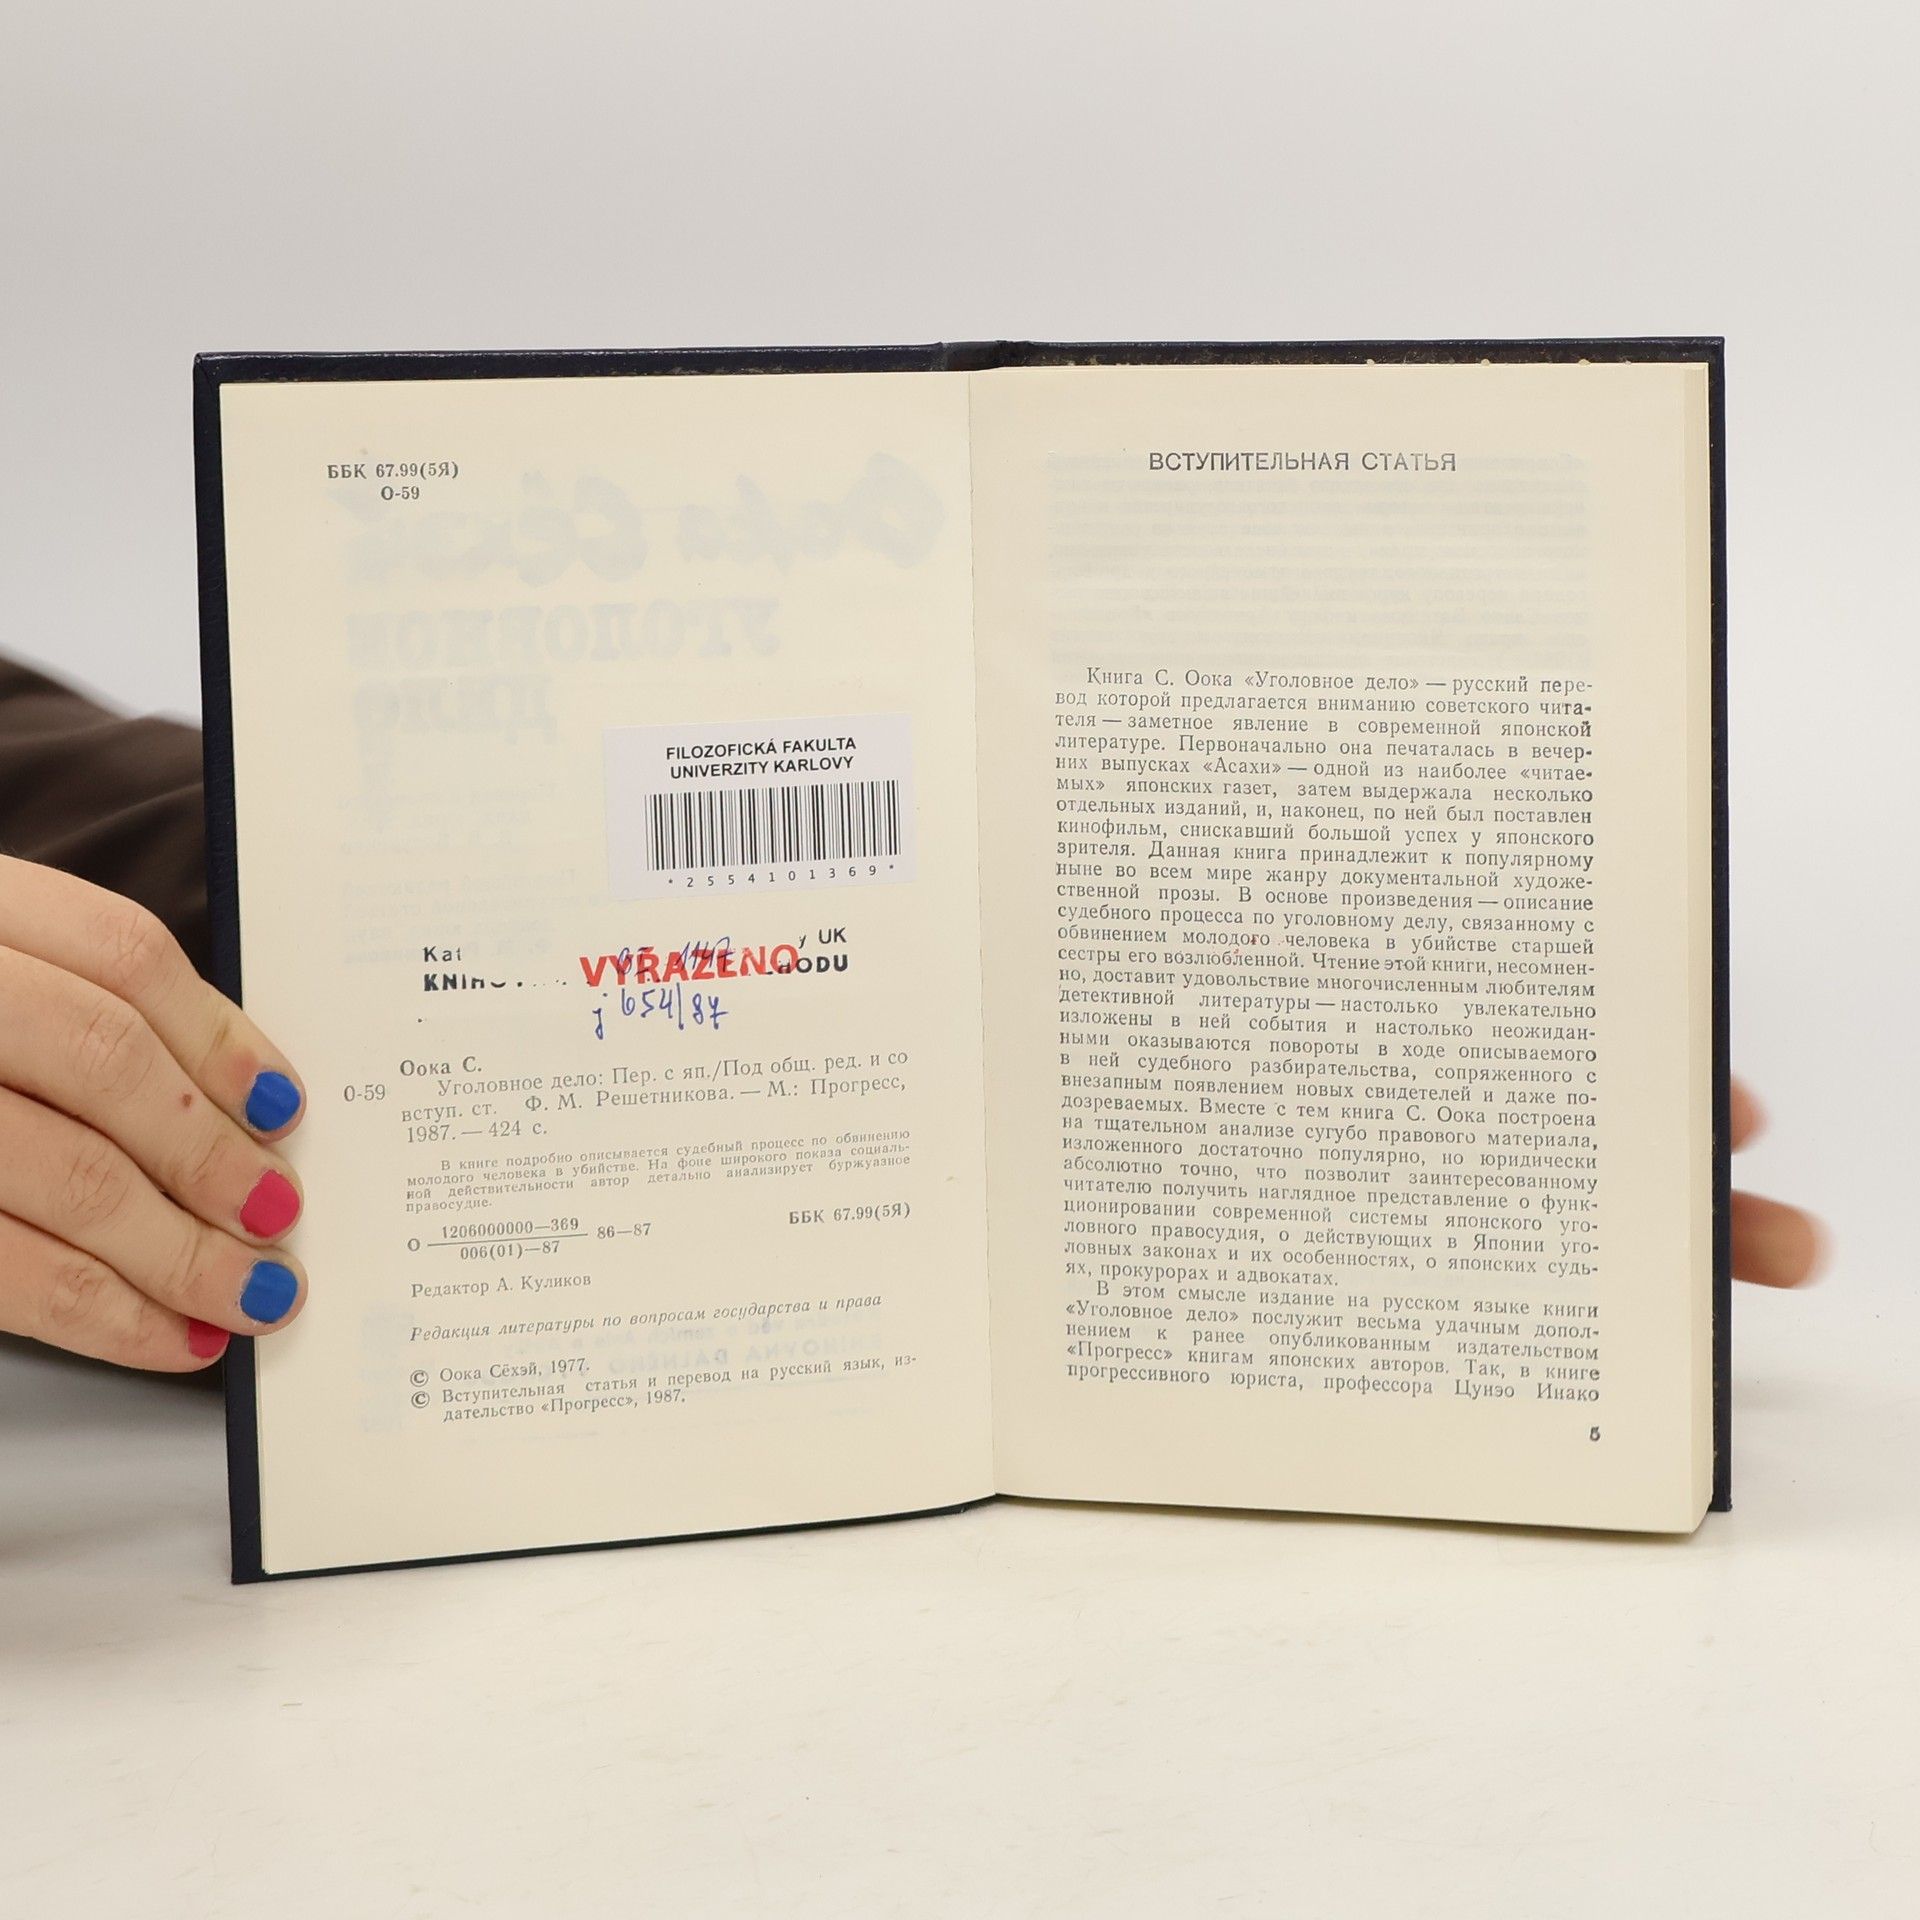 ББК 67.99(5Я)
О-59
FILOZOFICKÁ FAKULTA
UNIVERZITY KARLOVY
*2554101369*
Kat y UK
VYŘAZENO
HODU
j 654/87
Оока С.
О-59 Уголовное дело: Пер. с яп./Под общ. ред. и со
вступ. ст. Ф. М. Решетникова. — М.: Прогресс,
1987. — 424 с.
В книге подробно описывается судебный процесс по обвинению
молодого человека в убийстве. На фоне широкого показа социаль-
ной действительности автор детально анализирует буржуазное
правосудие.
О 1206000000—369 86—87
006(01)—87
ББК 67.99(5Я)
Редактор А. Куликов
Редакция литературы по вопросам государства и права
© Оока Сёхэй, 1977.
© Вступительная статья и перевод на русский язык, из-
дательство «Прогресс», 1987.
ВСТУПИТЕЛЬНАЯ СТАТЬЯ
Книга С. Оока «Уголовное дело» — русский пере-
вод которой предлагается вниманию советского чита-
теля — заметное явление в современной японской
литературе. Первоначально она печаталась в вечер-
них выпусках «Асахи» — одной из наиболее «читае-
мых» японских газет, затем выдержала несколько
отдельных изданий, и, наконец, по ней был поставлен
кинофильм, снискавший большой успех у японского
зрителя. Данная книга принадлежит к популярному
ныне во всем мире жанру документальной художе-
ственной прозы. В основе произведения — описание
судебного процесса по уголовному делу, связанному с
обвинением молодого человека в убийстве старшей
сестры его возлюбленной. Чтение этой книги, несомнен-
но, доставит удовольствие многочисленным любителям
детективной литературы — настолько увлекательно
изложены в ней события и настолько неожидан-
ными оказываются повороты в ходе описываемого
в ней судебного разбирательства, сопряженного с
внезапным появлением новых свидетелей и даже по-
дозреваемых. Вместе с тем книга С. Оока построена
на тщательном анализе сугубо правового материала,
изложенного достаточно популярно, но юридически
абсолютно точно, что позволит заинтересованному
читателю получить наглядное представление о функ-
ционировании современной системы японского уго-
ловного правосудия, о действующих в Японии уго-
ловных законах и их особенностях, о японских судь-
ях, прокурорах и адвокатах.
В этом смысле издание на русском языке книги
«Уголовное дело» послужит весьма удачным допол-
нением к ранее опубликованным издательством
«Прогресс» книгам японских авторов. Так, в книге
прогрессивного юриста, профессора Цунэо Инако
5